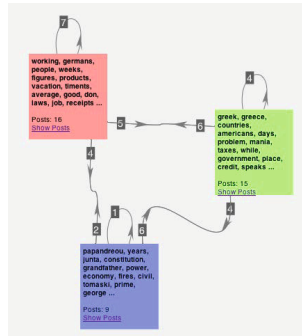 7
working, germans,
people, weeks,
figures, products,
vacation, timents,
average, good, don,
laws, job, receipts ...
Posts: 16
Show Posts
4
greek, greece,
countries,
americans, days,
problem, mania,
taxes, while,
government, place,
credit, speaks ...
Posts: 15
Show Posts
5
6
4
4
2
1
6
papandreou, years,
junta, constitution,
grandfather, power,
economy, fires, civil,
tomaski, prime,
george ...
Posts: 9
Show Posts